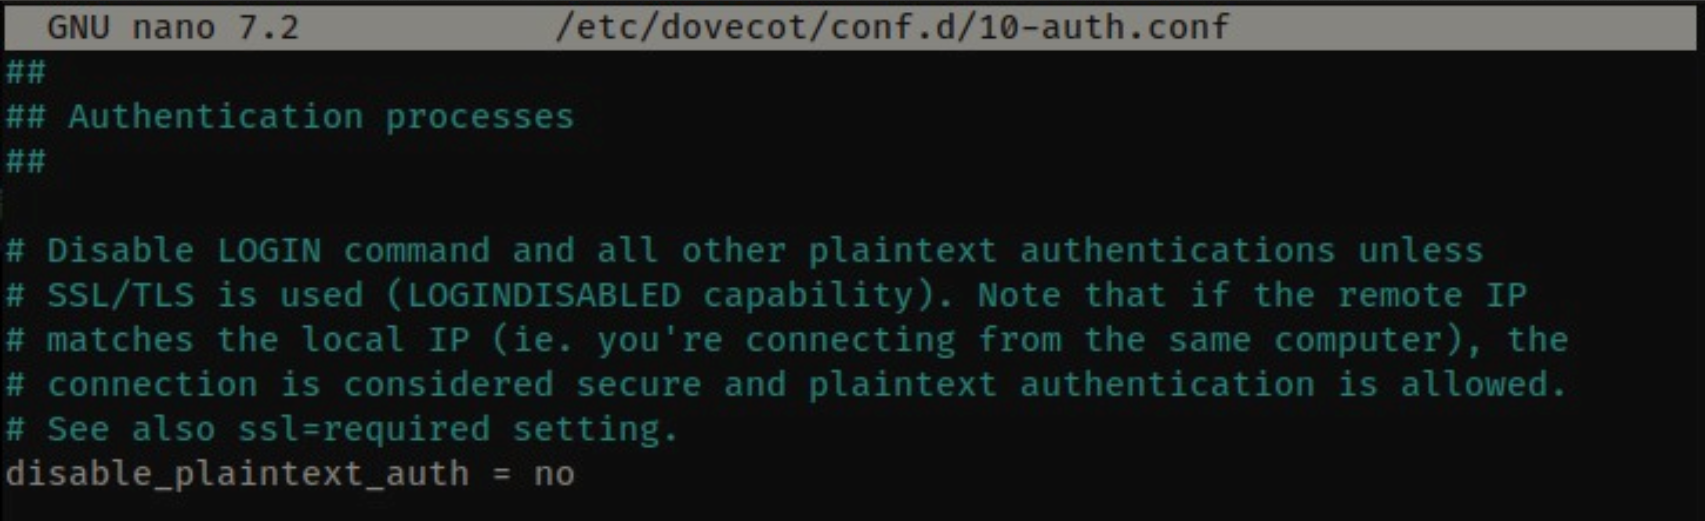 GNU nano 7.2 /etc/dovecot/conf.d/10-auth.conf
##
## Authentication processes
##
# Disable LOGIN command and all other plaintext authentications unless
# SSL/TLS is used (LOGINDISABLED capability). Note that if the remote IP
# matches the local IP (ie. you're connecting from the same computer), the
# connection is considered secure and plaintext authentication is allowed.
# See also ssl=required setting.
disable_plaintext_auth = no